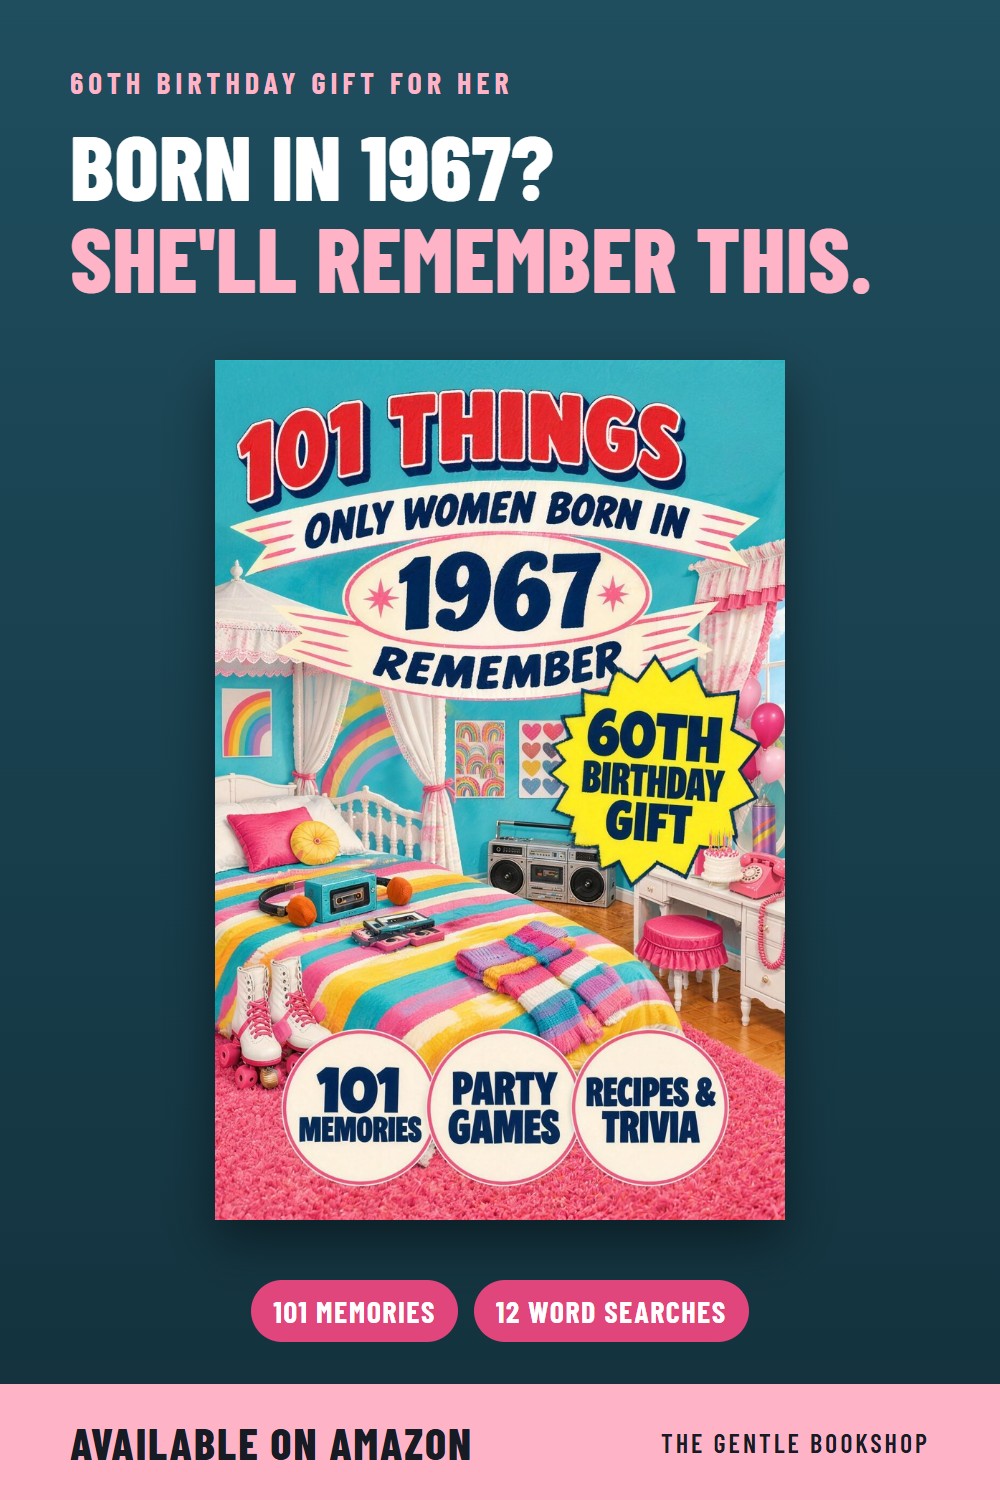 60TH BIRTHDAY GIFT FOR HER
BORN IN 1967?
SHE'LL REMEMBER THIS.
101 THINGS
ONLY WOMEN BORN IN
1967
REMEMBER
60TH
BIRTHDAY
GIFT
101
MEMORIES
PARTY
GAMES
RECIPES &
TRIVIA
101 MEMORIES
12 WORD SEARCHES
AVAILABLE ON AMAZON
THE GENTLE BOOKSHOP